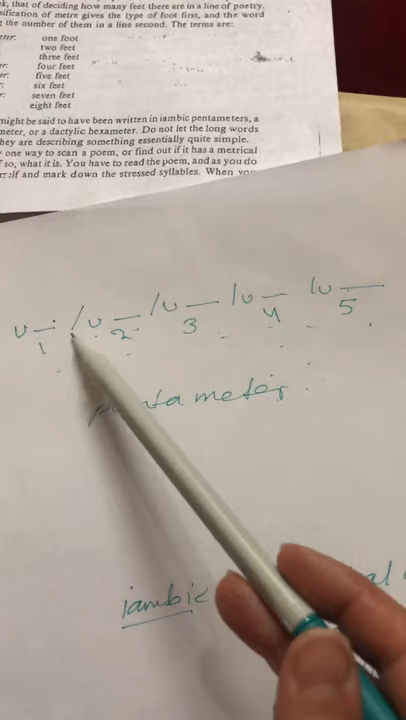 k, that of deciding how many feet there are in a line of poetry.
sification of metre gives the type of foot first, and the word
the number of them in a line second. The terms are:
ter: one foot
two feet
three feet
er: four feet
er: five feet
r: six feet
r: seven feet
eight feet
might be said to have been written in iambic pentameters, a
meter, or a dactylic hexameter. Do not let the long words
hey are describing something essentially quite simple.
one way to scan a poem, or find out if it has a metrical
so, what it is. You have to read the poem, and as you do
self and mark down the stressed syllables. When you
u — / u — / u — / u — / u —
1 2 3 4 5
pentameter
iambic al